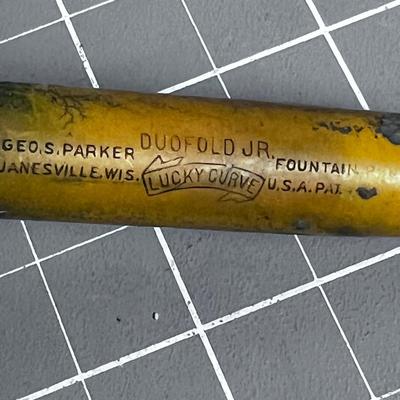 DUOFOLD JR.
GEO.S. PARKER FOUNTAIN
JANESVILLE. WIS. LUCKY CURVE U.S.A. PAT.